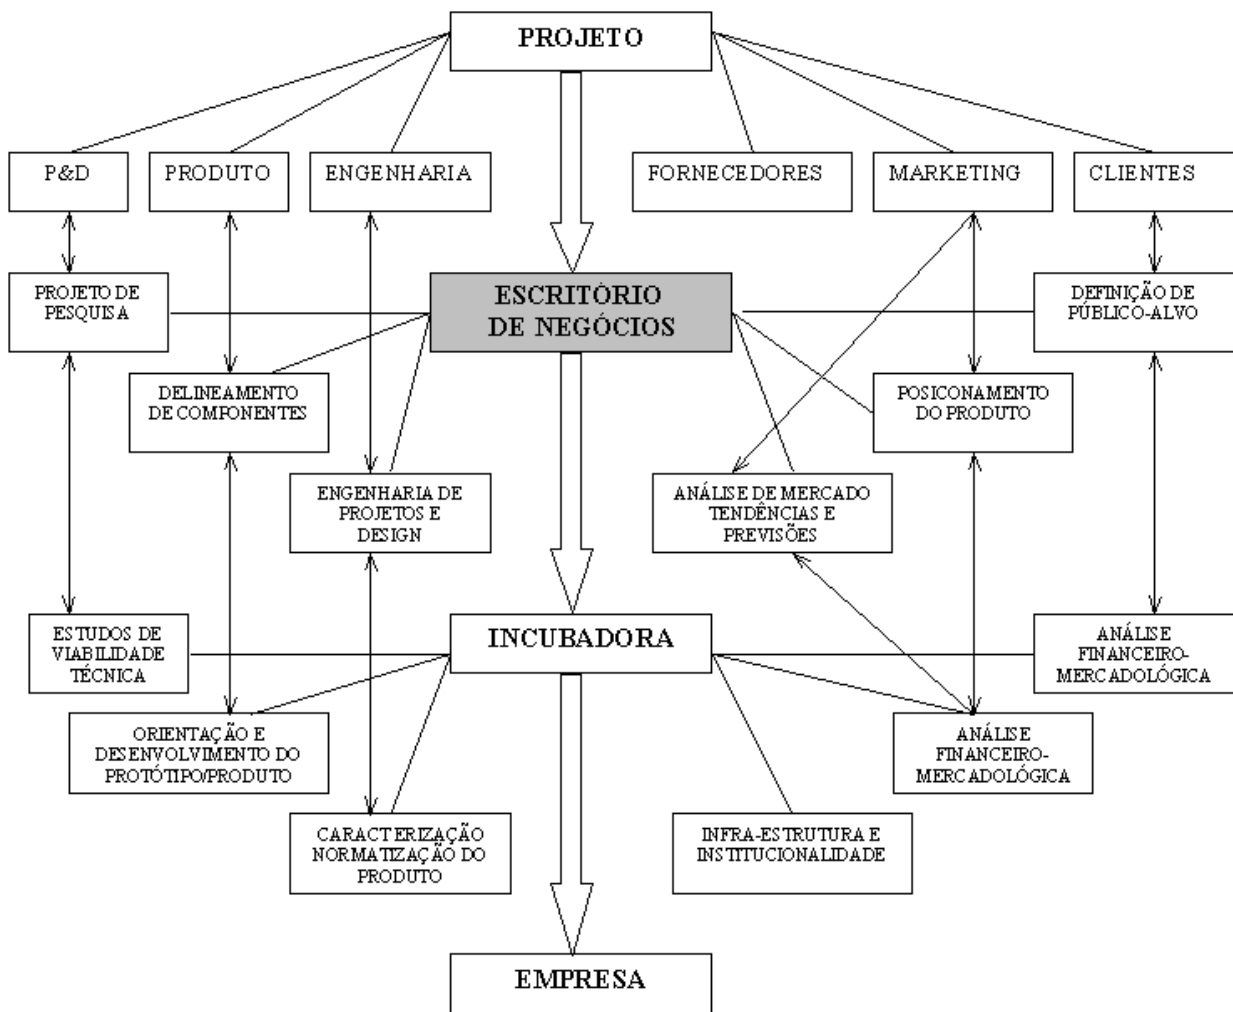 PROJETO
P&D
PRODUTO
ENGENHARIA
FORNECEDORES
MARKETING
CLIENTES
PROJETO DE
PESQUISA
ESCRITÓRIO
DE NEGÓCIOS
DEFINIÇÃO DE
PÚBLICO-ALVO
DELINEAMENTO
DE COMPONENTES
POSICONAMENTO
DO PRODUTO
ENGENHARIA DE
PROJETOS E
DESIGN
ANÁLISE DE MERCADO
TENDÊNCIAS E
PREVISÕES
ESTUDOS DE
VIABILIDADE
TÉCNICA
INCUBADORA
ANÁLISE
FINANCEIRO-
MERCADOLÓGICA
ORIENTAÇÃO E
DESENVOLVIMENTO DO
PROTÓTIPO/PRODUTO
ANÁLISE
FINANCEIRO-
MERCADOLÓGICA
CARACTERIZAÇÃO
NORMATIZAÇÃO DO
PRODUTO
INFRA-ESTRUTURA E
INSTITUCIONALIDADE
EMPRESA